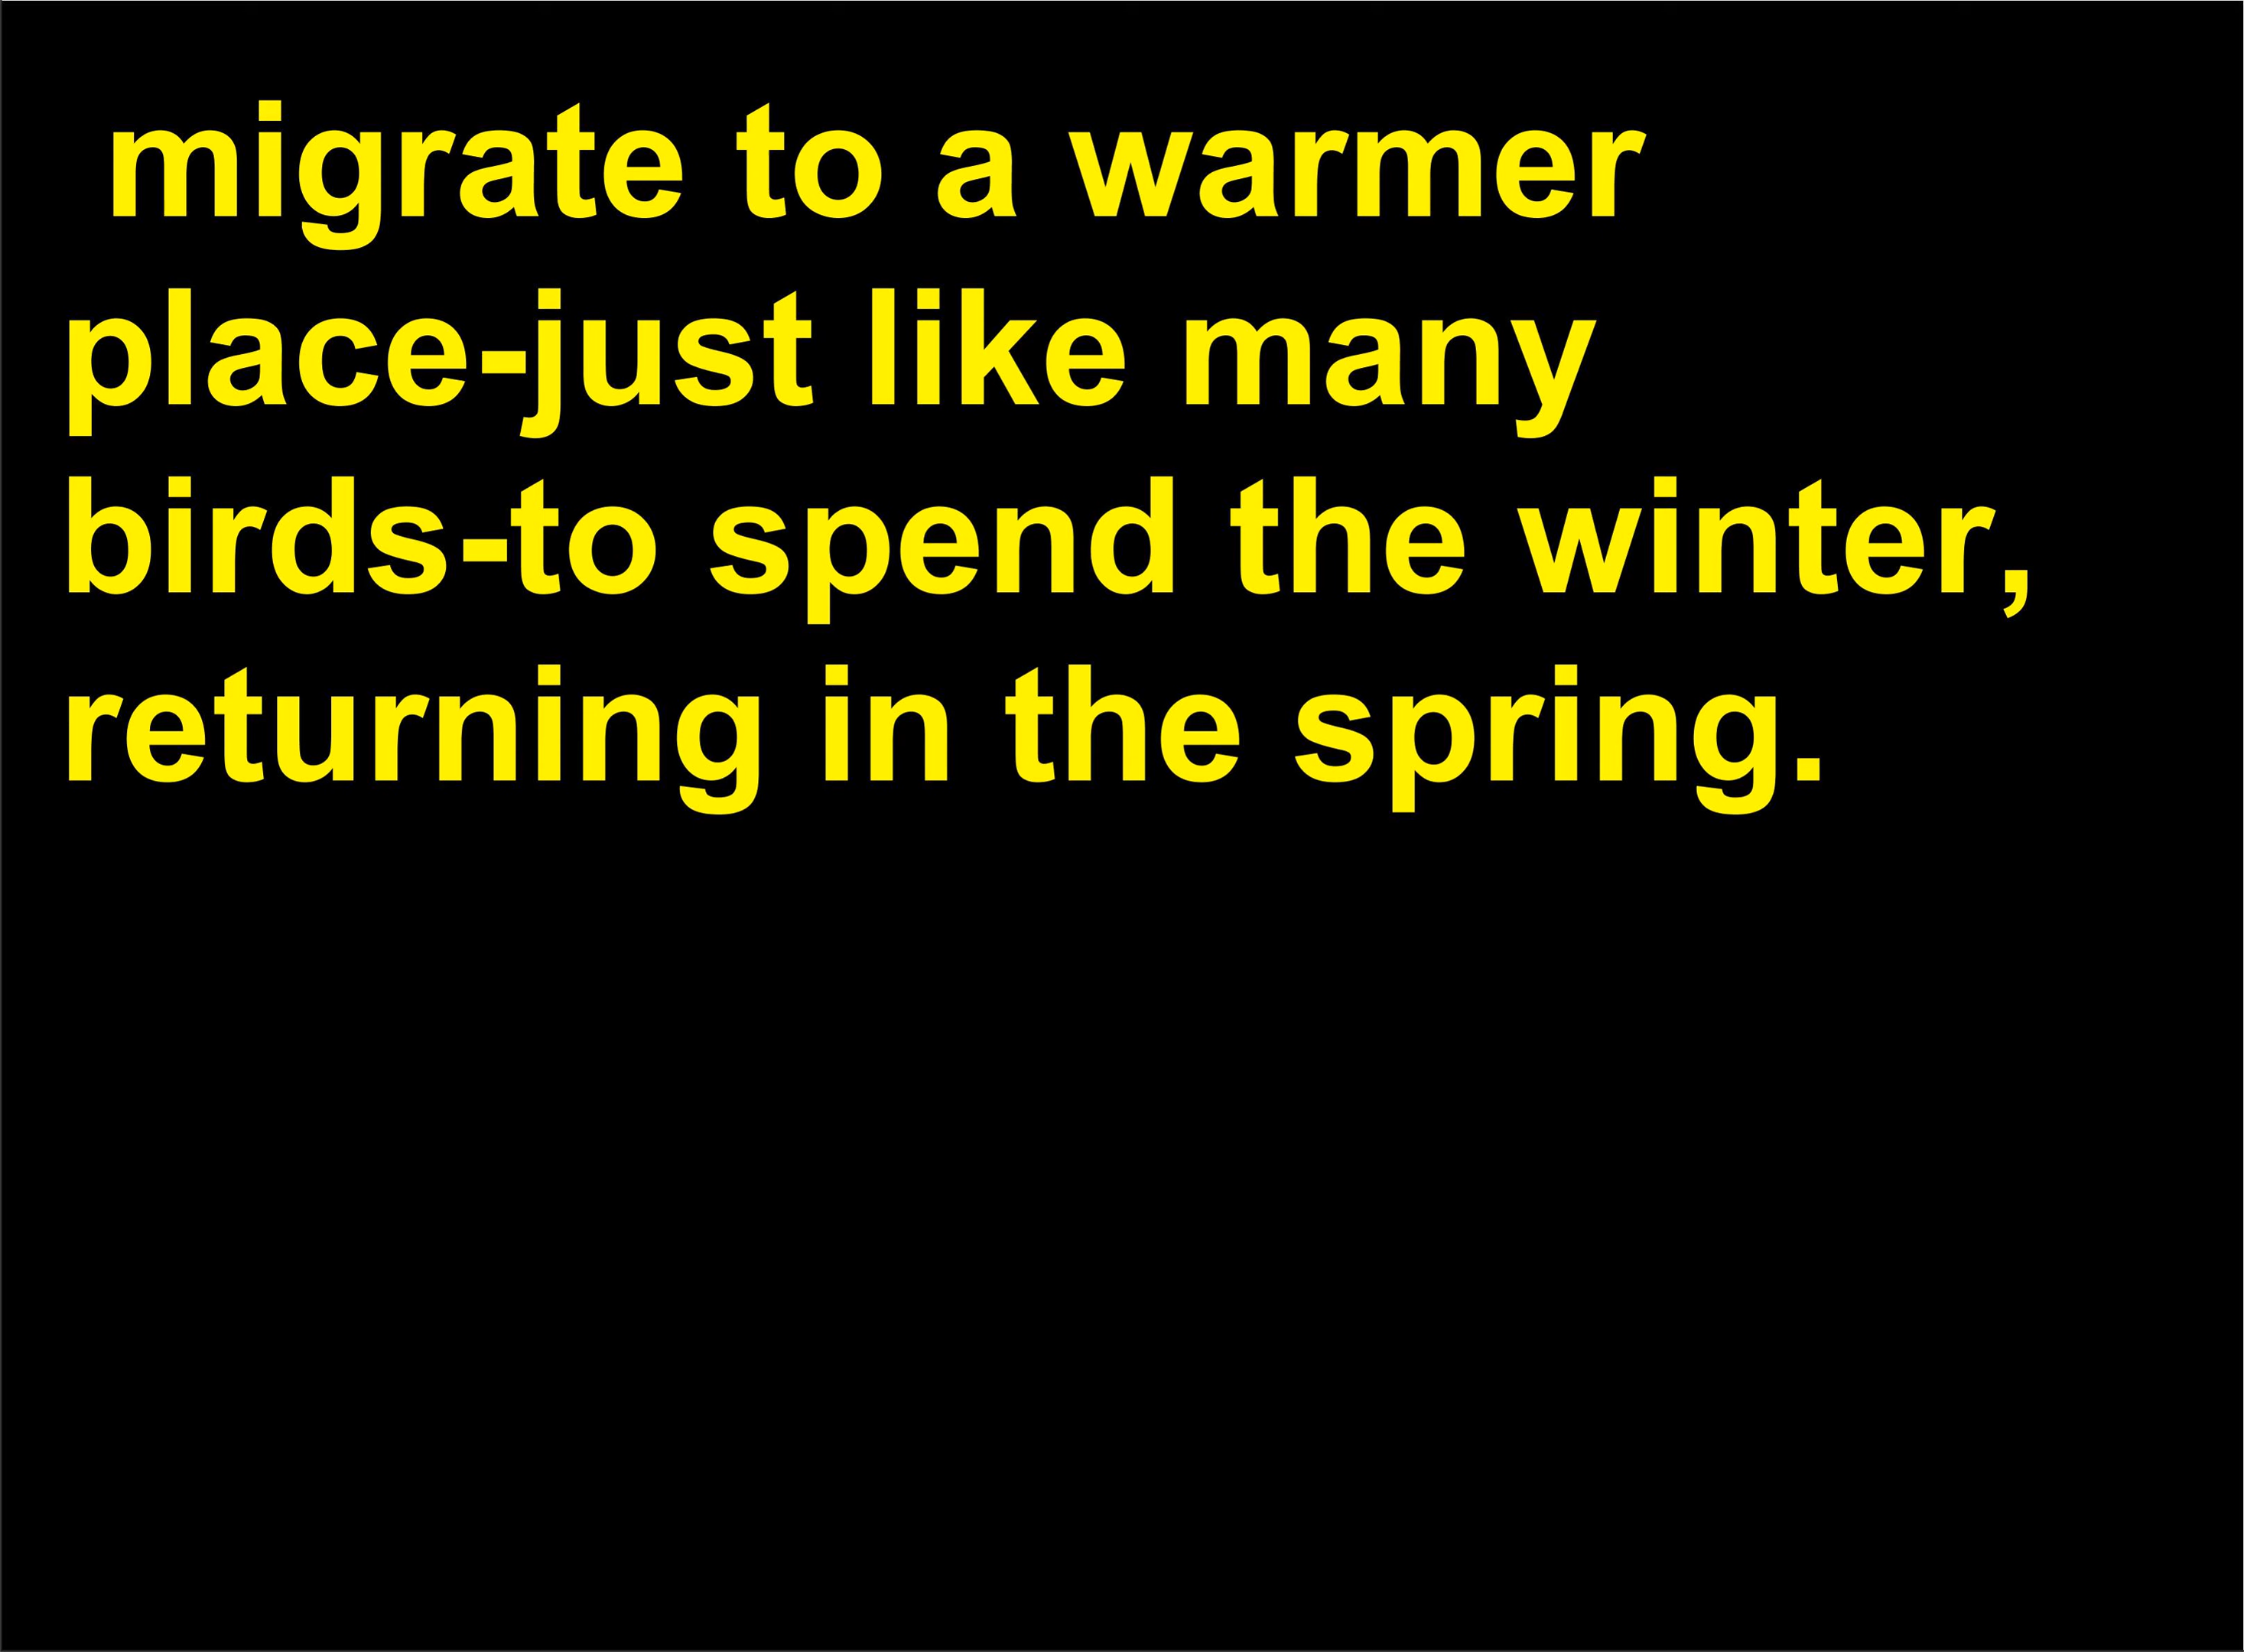 migrate to a warmer
place-just like many
birds-to spend the winter,
returning in the spring.